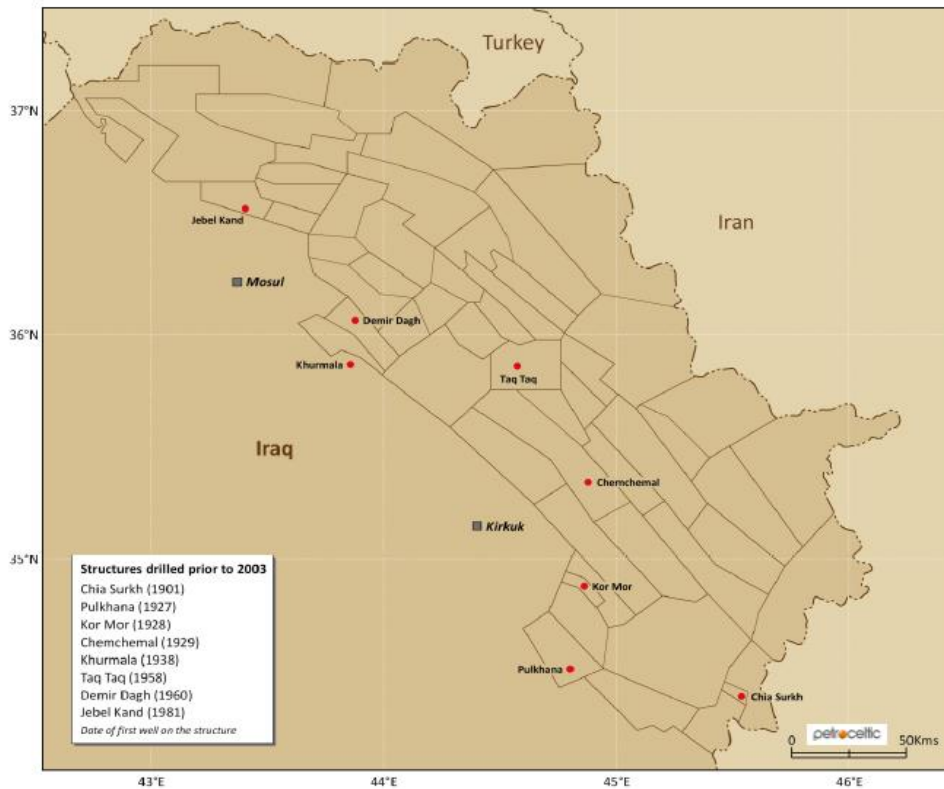 Turkey
37°N
Iran
Jebel Kand
Mosul
Demir Dagh
36°N
Khurmala
Taq Taq
Iraq
Chemchemal
Kirkuk
35°N
Structures drilled prior to 2003
Chia Surkh (1901)
Pulkhana (1927)
Kor Mor (1928)
Chemchemal (1929)
Khurmala (1938)
Taq Taq (1958)
Demir Dagh (1960)
Jebel Kand (1981)
Date of first well on the structure
Kor Mor
Pulkhana
Chia Surkh
petroceltic
0 50Kms
43°E 44°E 45°E 46°E